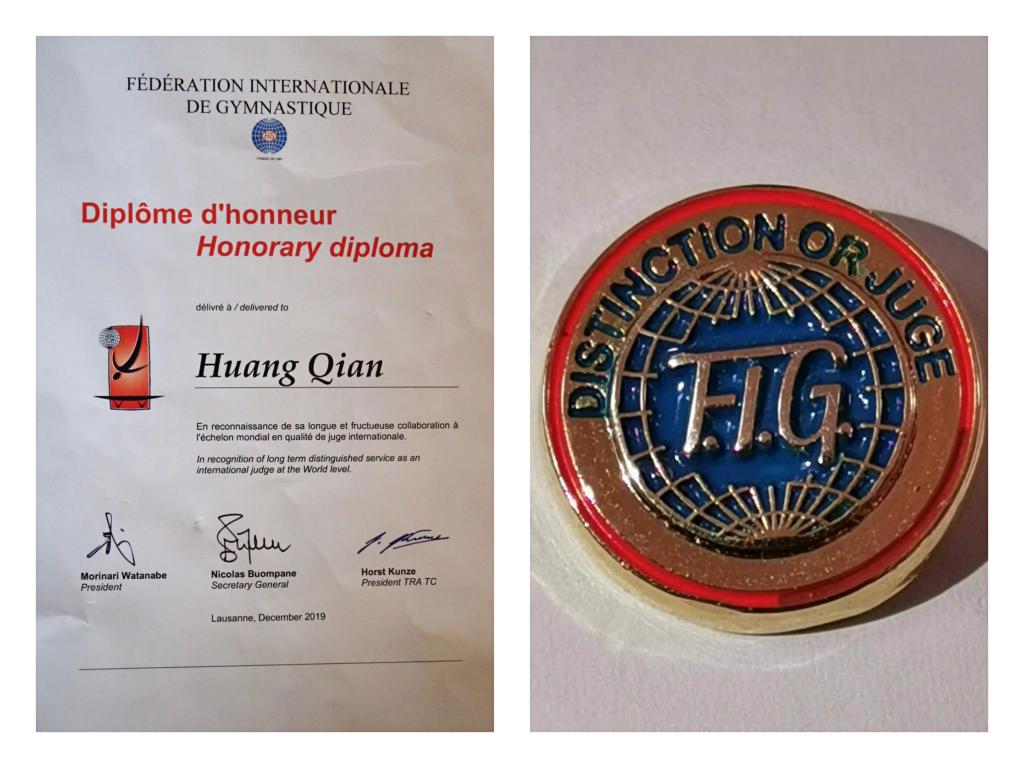 FÉDÉRATION INTERNATIONALE
DE GYMNASTIQUE
Diplôme d'honneur
Honorary diploma
délivré à / delivered to
Huang Qian
En reconnaissance de sa longue et fructueuse collaboration à
l'échelon mondial en qualité de juge internationale.
In recognition of long term distinguished service as an
international judge at the World level.
Morinari Watanabe
President
Nicolas Buompane
Secretary General
Horst Kunze
President TRA TC
Lausanne, December 2019
DISTINCTION OR JUGE
F.I.G.